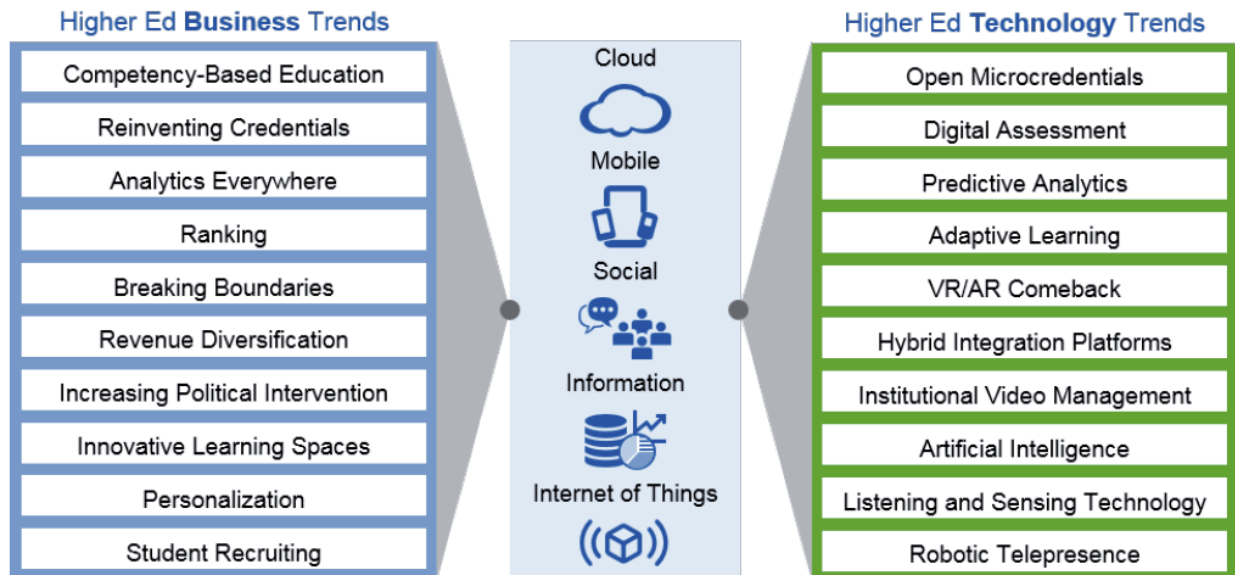 Higher Ed Business Trends
Competency-Based Education
Reinventing Credentials
Analytics Everywhere
Ranking
Breaking Boundaries
Revenue Diversification
Increasing Political Intervention
Innovative Learning Spaces
Personalization
Student Recruiting
Cloud
Mobile
Social
Information
Internet of Things
Higher Ed Technology Trends
Open Microcredentials
Digital Assessment
Predictive Analytics
Adaptive Learning
VR/AR Comeback
Hybrid Integration Platforms
Institutional Video Management
Artificial Intelligence
Listening and Sensing Technology
Robotic Telepresence